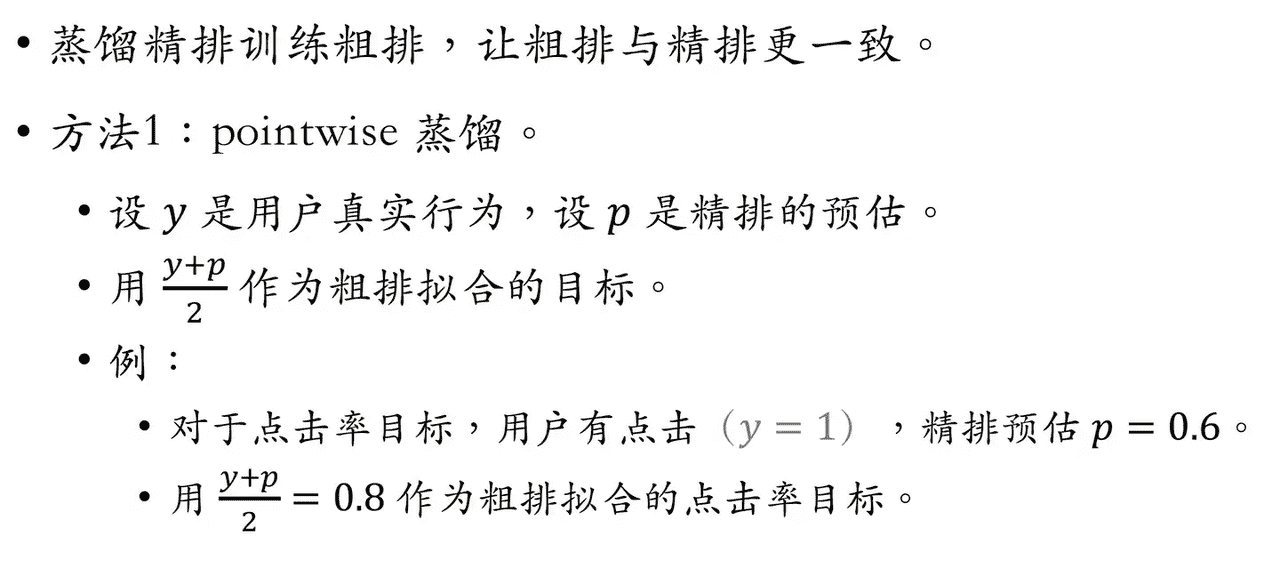 • 蒸馏精排训练粗排，让粗排与精排更一致。
• 方法1：pointwise 蒸馏。
• 设 y 是用户真实行为，设 p 是精排的预估。
• 用 (y+p)/2 作为粗排拟合的目标。
• 例：
• 对于点击率目标，用户有点击（y = 1），精排预估 p = 0.6。
• 用 (y+p)/2 = 0.8 作为粗排拟合的点击率目标。